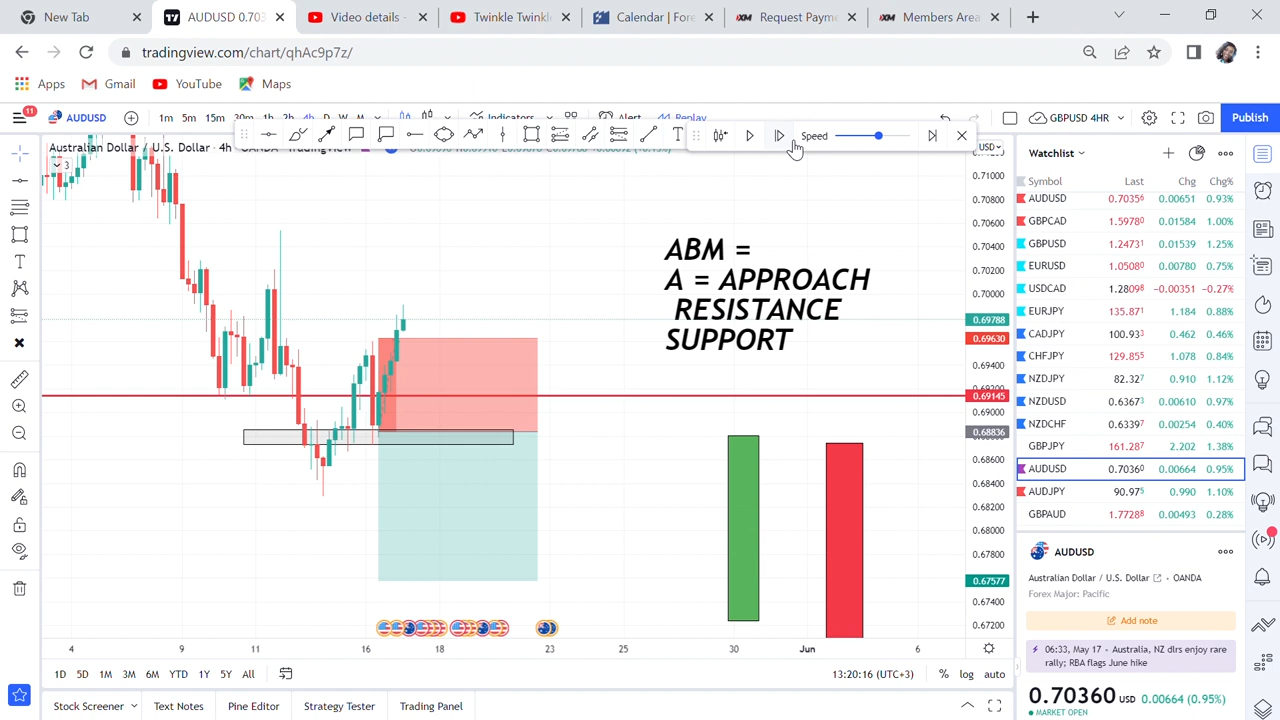 New Tab
AUDUSD 0.703
Video details -
Twinkle Twinkl
Calendar | Fore
XM Request Payme
XM Members Area
tradingview.com/chart/qhAc9p7z/
Apps
Gmail
YouTube
Maps
11
AUDUSD
1m 5m 15m
Replay
GBPUSD 4HR
Publish
Speed
Australian Dollar / U.S. Dollar · 4h
3
USD
0.71000
0.70600
0.70400
0.70200
0.70000
0.69788
0.69630
0.69400
0.69145
0.69000
0.68836
0.68600
0.68400
0.68200
0.68000
0.67800
0.67577
0.67400
0.67200
ABM =
A = APPROACH
RESISTANCE
SUPPORT
4 9 11 16 18 23 25 30 Jun 6
1D 5D 1M 3M 6M YTD 1Y 5Y All
13:20:16 (UTC+3)
% log auto
Stock Screener
Text Notes
Pine Editor
Strategy Tester
Trading Panel
Watchlist
Symbol Last Chg Chg%
AUDUSD 0.70356 0.00651 0.93%
GBPCAD 1.59780 0.01584 1.00%
GBPUSD 1.24731 0.01539 1.25%
EURUSD 1.05080 0.00780 0.75%
USDCAD 1.28098 -0.00351 -0.27%
EURJPY 135.871 1.184 0.88%
CADJPY 100.933 0.462 0.46%
CHFJPY 129.855 1.078 0.84%
NZDJPY 82.327 0.910 1.12%
NZDUSD 0.63673 0.00610 0.97%
NZDCHF 0.63397 0.00254 0.40%
GBPJPY 161.287 2.202 1.38%
AUDUSD 0.70360 0.00664 0.95%
AUDJPY 90.975 0.990 1.10%
GBPAUD 1.77288 0.00493 0.28%
AUDUSD
Australian Dollar / U.S. Dollar · OANDA
Forex Major: Pacific
Add note
06:33, May 17 • Australia, NZ dlrs enjoy rare
rally; RBA flags June hike
0.70360 USD 0.00664 (0.95%)
MARKET OPEN